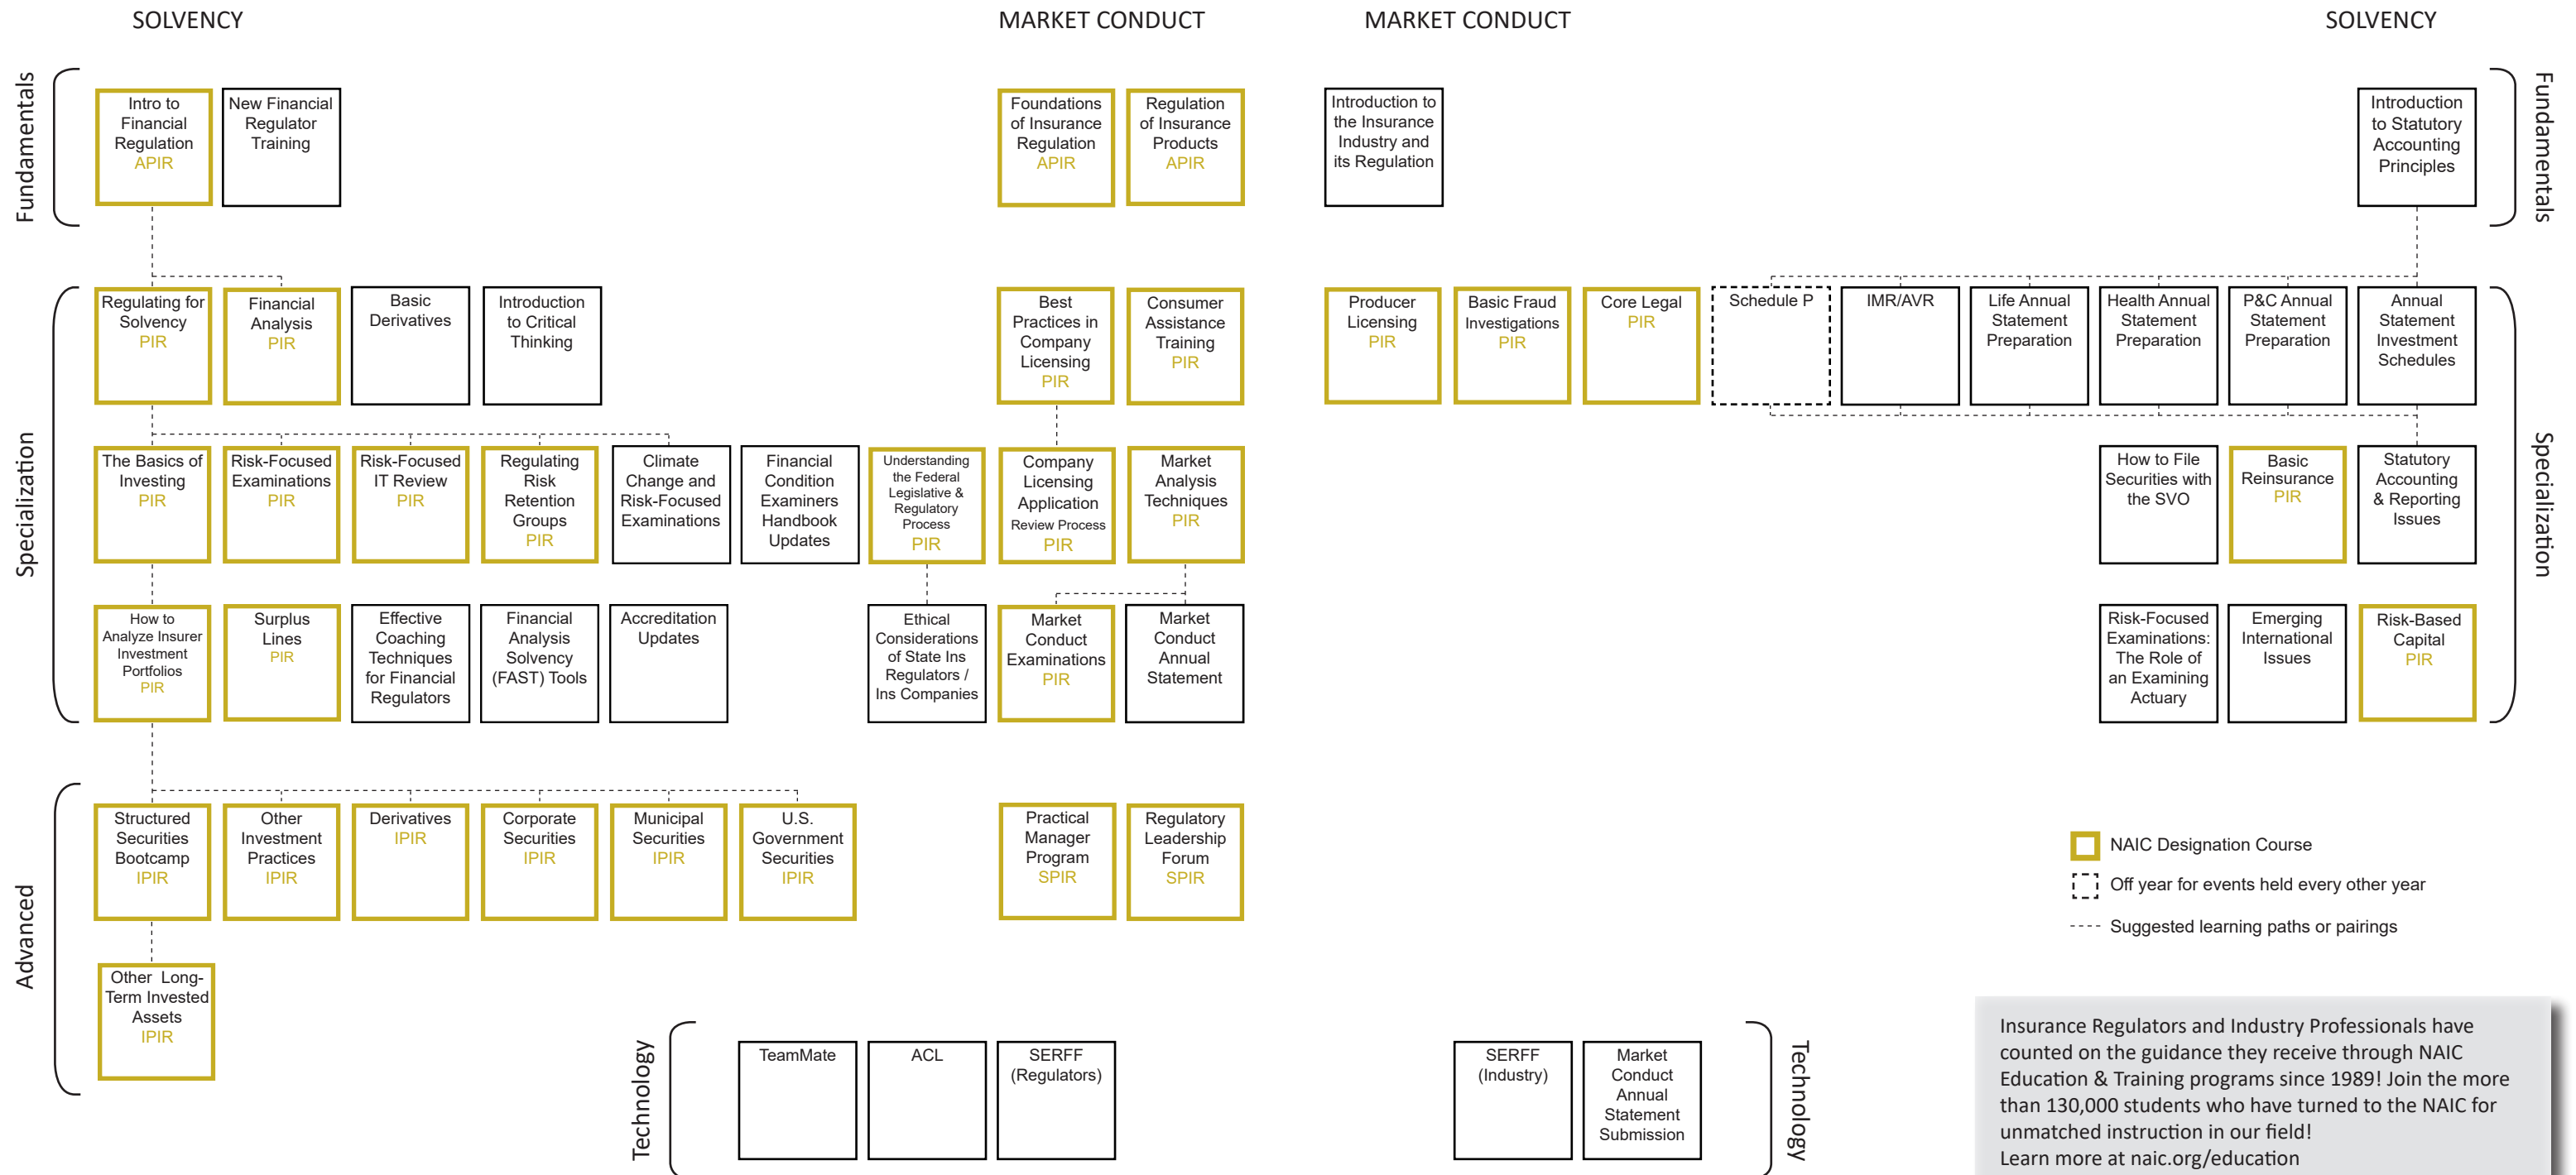 SOLVENCY
MARKET CONDUCT
MARKET CONDUCT
SOLVENCY
Fundamentals
Intro to
Financial
Regulation
APIR
New Financial
Regulator
Training
Foundations
of Insurance
Regulation
APIR
Regulation
of Insurance
Products
APIR
Introduction to
the Insurance
Industry and
its Regulation
Introduction
to Statutory
Accounting
Principles
Fundamentals
Specialization
Regulating for
Solvency
PIR
Financial
Analysis
PIR
Basic
Derivatives
Introduction
to Critical
Thinking
Best
Practices in
Company
Licensing
PIR
Consumer
Assistance
Training
PIR
Producer
Licensing
PIR
Basic Fraud
Investigations
PIR
Core Legal
PIR
Schedule P
IMR/AVR
Life Annual
Statement
Preparation
Health Annual
Statement
Preparation
P&C Annual
Statement
Preparation
Annual
Statement
Investment
Schedules
Specialization
The Basics of
Investing
PIR
Risk-Focused
Examinations
PIR
Risk-Focused
IT Review
PIR
Regulating
Risk
Retention
Groups
PIR
Climate
Change and
Risk-Focused
Examinations
Financial
Condition
Examiners
Handbook
Updates
Understanding
the Federal
Legislative &
Regulatory
Process
PIR
Company
Licensing
Application
Review Process
PIR
Market
Analysis
Techniques
PIR
How to File
Securities with
the SVO
Basic
Reinsurance
PIR
Statutory
Accounting
& Reporting
Issues
How to
Analyze Insurer
Investment
Portfolios
PIR
Surplus
Lines
PIR
Effective
Coaching
Techniques
for Financial
Regulators
Financial
Analysis
Solvency
(FAST) Tools
Accreditation
Updates
Ethical
Considerations
of State Ins
Regulators /
Ins Companies
Market
Conduct
Examinations
PIR
Market
Conduct
Annual
Statement
Risk-Focused
Examinations:
The Role of
an Examining
Actuary
Emerging
International
Issues
Risk-Based
Capital
PIR
Advanced
Structured
Securities
Bootcamp
IPIR
Other
Investment
Practices
IPIR
Derivatives
IPIR
Corporate
Securities
IPIR
Municipal
Securities
IPIR
U.S.
Government
Securities
IPIR
Practical
Manager
Program
SPIR
Regulatory
Leadership
Forum
SPIR
NAIC Designation Course
Off year for events held every other year
Suggested learning paths or pairings
Other Long-
Term Invested
Assets
IPIR
Technology
TeamMate
ACL
SERFF
(Regulators)
SERFF
(Industry)
Market
Conduct
Annual
Statement
Submission
Technology
Insurance Regulators and Industry Professionals have
counted on the guidance they receive through NAIC
Education & Training programs since 1989! Join the more
than 130,000 students who have turned to the NAIC for
unmatched instruction in our field!
Learn more at naic.org/education